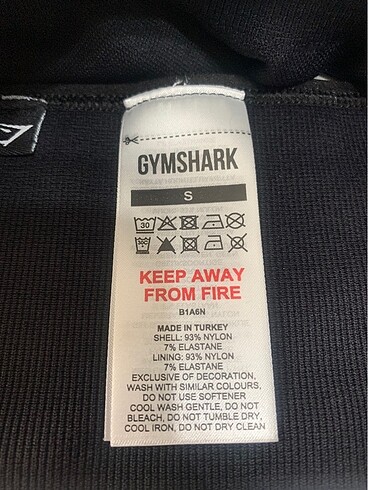 GYMSHARK
S
30
KEEP AWAY
FROM FIRE
B1A6N
MADE IN TURKEY
SHELL: 93% NYLON
7% ELASTANE
LINING: 93% NYLON
7% ELASTANE
EXCLUSIVE OF DECORATION,
WASH WITH SIMILAR COLOURS,
DO NOT USE SOFTENER
COOL WASH GENTLE, DO NOT
BLEACH, DO NOT TUMBLE DRY,
COOL IRON, DO NOT DRY CLEAN